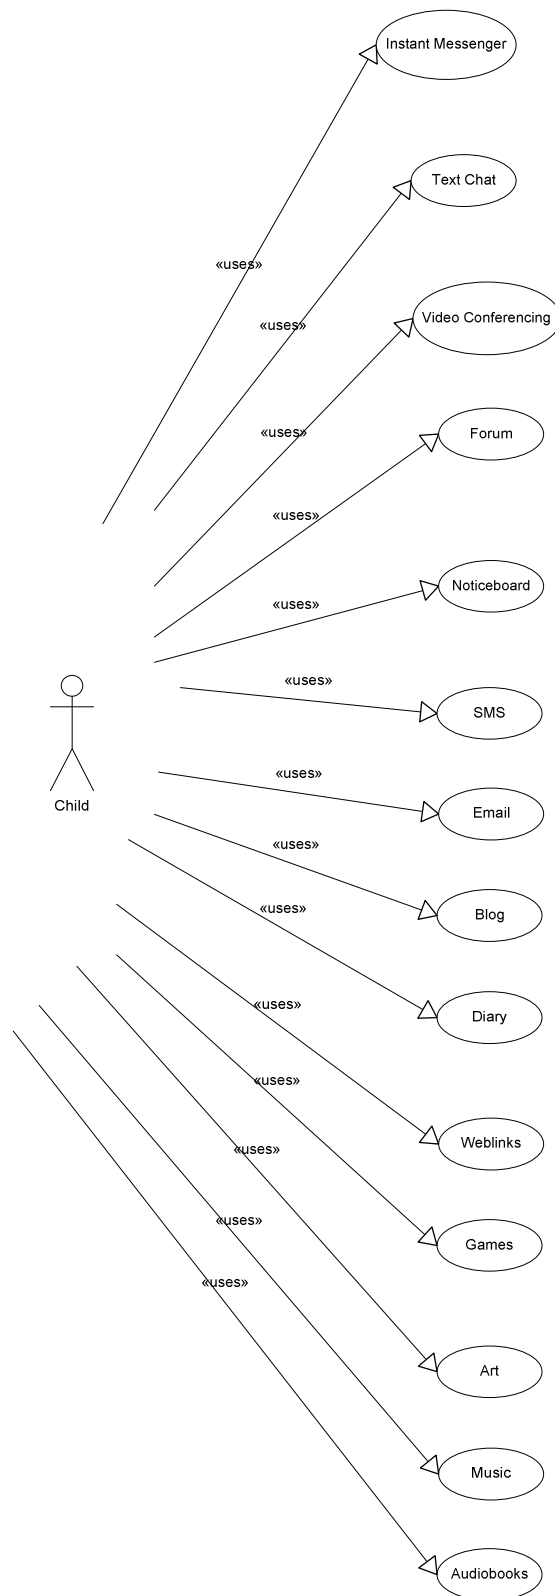 Instant Messenger
Text Chat
«uses»
Video Conferencing
«uses»
«uses»
Forum
«uses»
Noticeboard
«uses»
«uses»
SMS
«uses»
Child
Email
«uses»
Blog
«uses»
«uses»
Diary
«uses»
Weblinks
«uses»
«uses»
Games
«uses»
Art
Music
Audiobooks